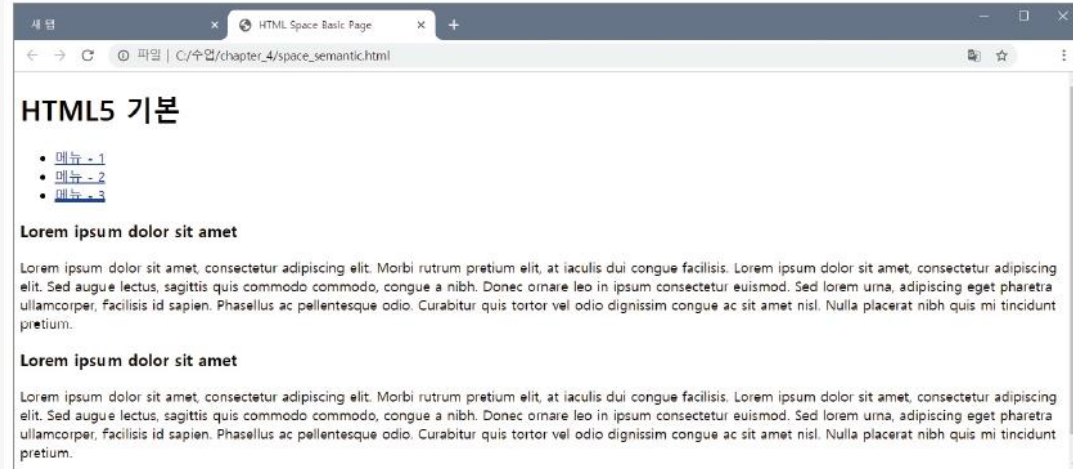 새 탭
HTML Space Basic Page
파일 | C:/수업/chapter_4/space_semantic.html
HTML5 기본
메뉴 - 1
메뉴 - 2
메뉴 - 3
Lorem ipsum dolor sit amet
Lorem ipsum dolor sit amet, consectetur adipiscing elit. Morbi rutrum pretium elit, at iaculis dui congue facilisis. Lorem ipsum dolor sit amet, consectetur adipiscing
elit. Sed augue lectus, sagittis quis commodo commodo, congue a nibh. Donec ornare leo in ipsum consectetur euismod. Sed lorem urna, adipiscing eget pharetra
ullamcorper, facilisis id sapien. Phasellus ac pellentesque odio. Curabitur quis tortor vel odio dignissim congue ac sit amet nisl. Nulla placerat nibh quis mi tincidunt
pretium.
Lorem ipsum dolor sit amet
Lorem ipsum dolor sit amet, consectetur adipiscing elit. Morbi rutrum pretium elit, at iaculis dui congue facilisis. Lorem ipsum dolor sit amet, consectetur adipiscing
elit. Sed augue lectus, sagittis quis commodo commodo, congue a nibh. Donec ornare leo in ipsum consectetur euismod. Sed lorem urna, adipiscing eget pharetra
ullamcorper, facilisis id sapien. Phasellus ac pellentesque odio. Curabitur quis tortor vel odio dignissim congue ac sit amet nisl. Nulla placerat nibh quis mi tincidunt
pretium.